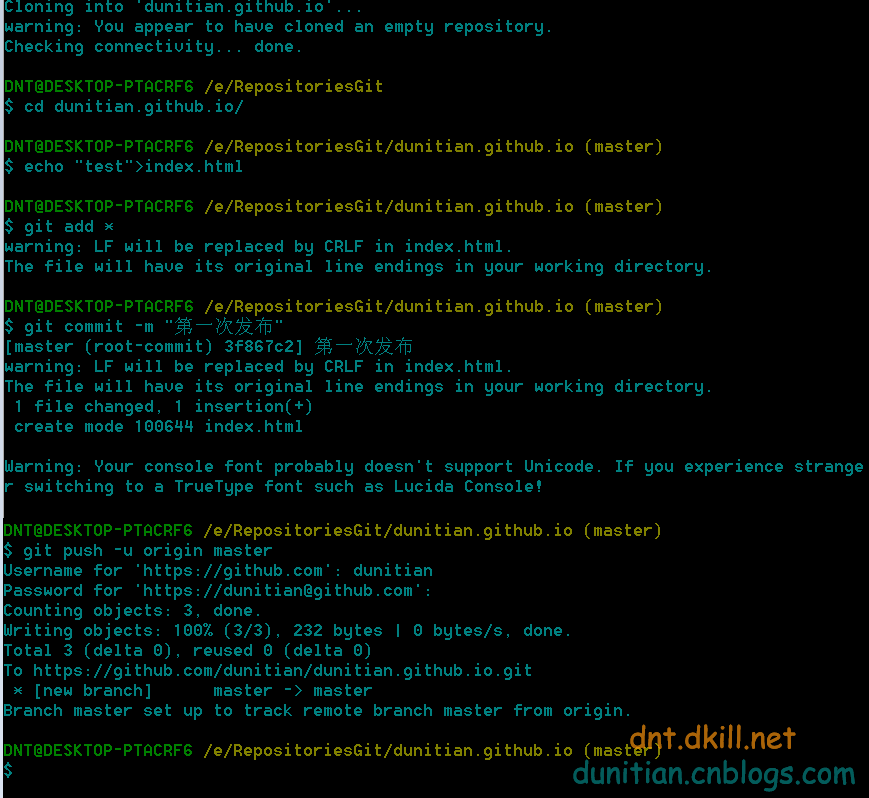 Cloning into 'dunitian.github.io'...
warning: You appear to have cloned an empty repository.
Checking connectivity... done.
DNT@DESKTOP-PTACRF6 /e/RepositoriesGit
$ cd dunitian.github.io/
DNT@DESKTOP-PTACRF6 /e/RepositoriesGit/dunitian.github.io (master)
$ echo "test">index.html
DNT@DESKTOP-PTACRF6 /e/RepositoriesGit/dunitian.github.io (master)
$ git add *
warning: LF will be replaced by CRLF in index.html.
The file will have its original line endings in your working directory.
DNT@DESKTOP-PTACRF6 /e/RepositoriesGit/dunitian.github.io (master)
$ git commit -m "第一次发布"
[master (root-commit) 3f867c2] 第一次发布
warning: LF will be replaced by CRLF in index.html.
The file will have its original line endings in your working directory.
 1 file changed, 1 insertion(+)
 create mode 100644 index.html
Warning: Your console font probably doesn't support Unicode. If you experience strange
r switching to a TrueType font such as Lucida Console!
DNT@DESKTOP-PTACRF6 /e/RepositoriesGit/dunitian.github.io (master)
$ git push -u origin master
Username for 'https://github.com': dunitian
Password for 'https://dunitian@github.com':
Counting objects: 3, done.
Writing objects: 100% (3/3), 232 bytes | 0 bytes/s, done.
Total 3 (delta 0), reused 0 (delta 0)
To https://github.com/dunitian/dunitian.github.io.git
 * [new branch]      master -> master
Branch master set up to track remote branch master from origin.
DNT@DESKTOP-PTACRF6 /e/RepositoriesGit/dunitian.github.io (master)
$
dnt.dkill.net
dunitian.cnblogs.com